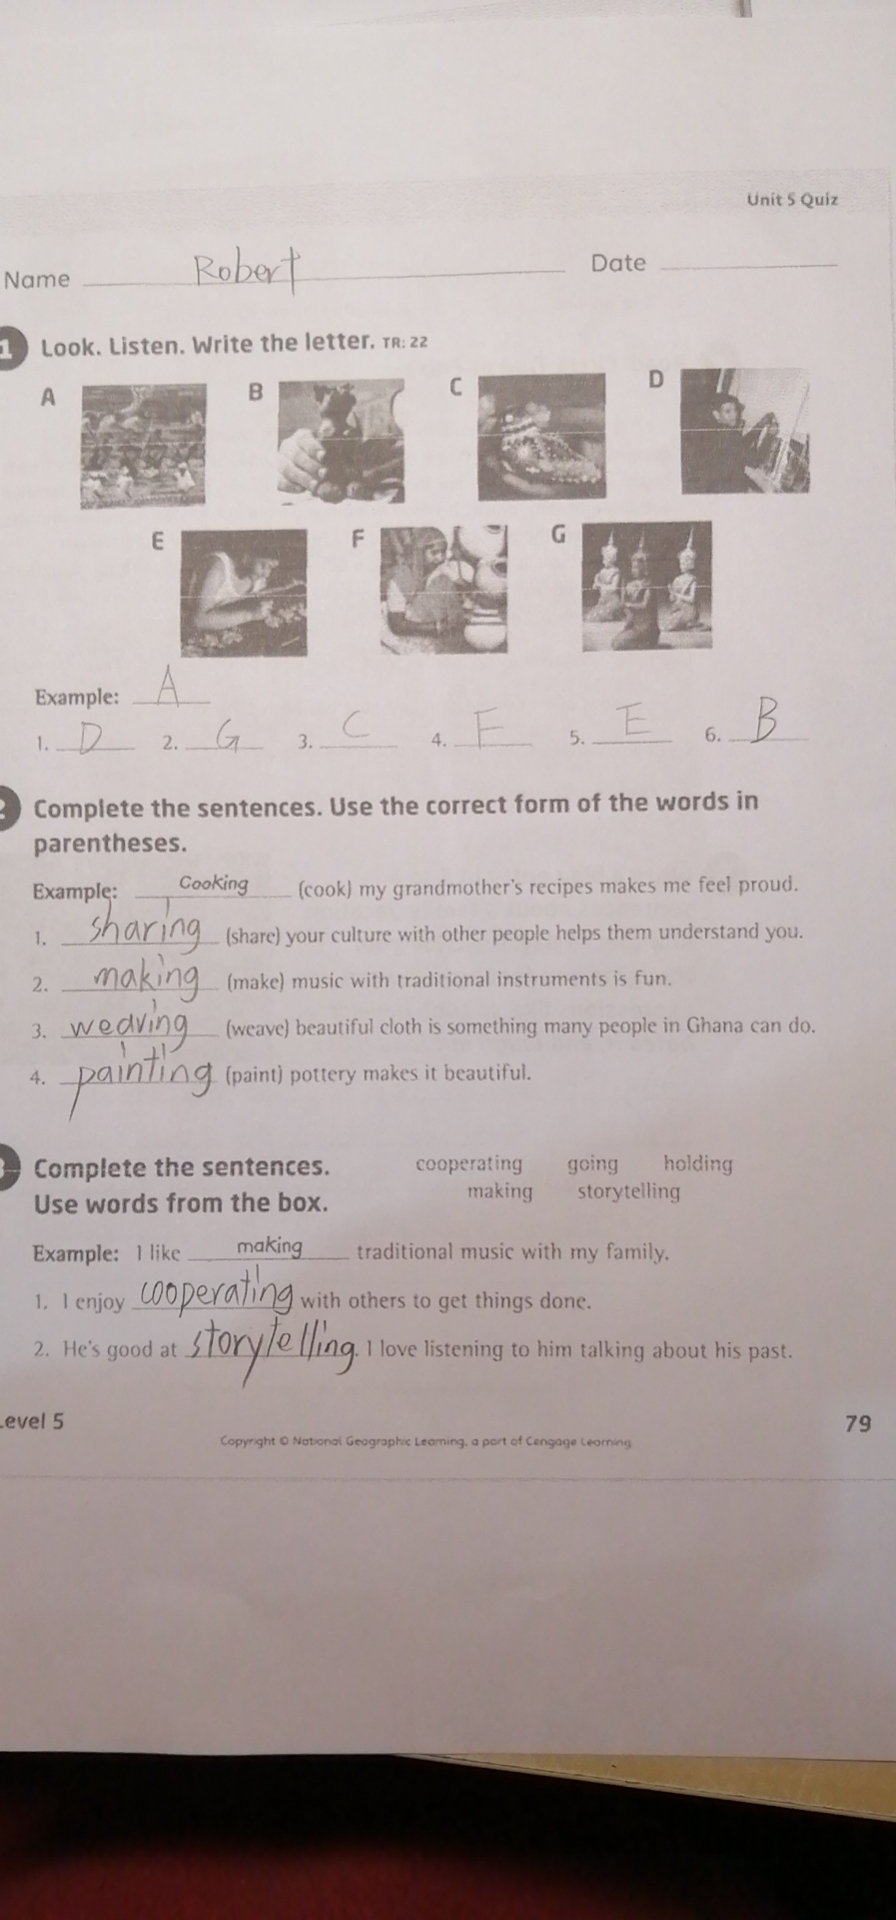 Unit 5 Quiz
Name Robert Date
1 Look. Listen. Write the letter. TR: 22
A B C D
E F G
Example: A
1. D 2. G 3. C 4. F 5. E 6. B
2 Complete the sentences. Use the correct form of the words in
parentheses.
Example: Cooking (cook) my grandmother's recipes makes me feel proud.
1. sharing (share) your culture with other people helps them understand you.
2. making (make) music with traditional instruments is fun.
3. weaving (weave) beautiful cloth is something many people in Ghana can do.
4. painting (paint) pottery makes it beautiful.
3 Complete the sentences. cooperating going holding
Use words from the box. making storytelling
Example: I like making traditional music with my family.
1. I enjoy cooperating with others to get things done.
2. He's good at storytelling. I love listening to him talking about his past.
Level 5 79
Copyright © National Geographic Learning, a part of Cengage Learning